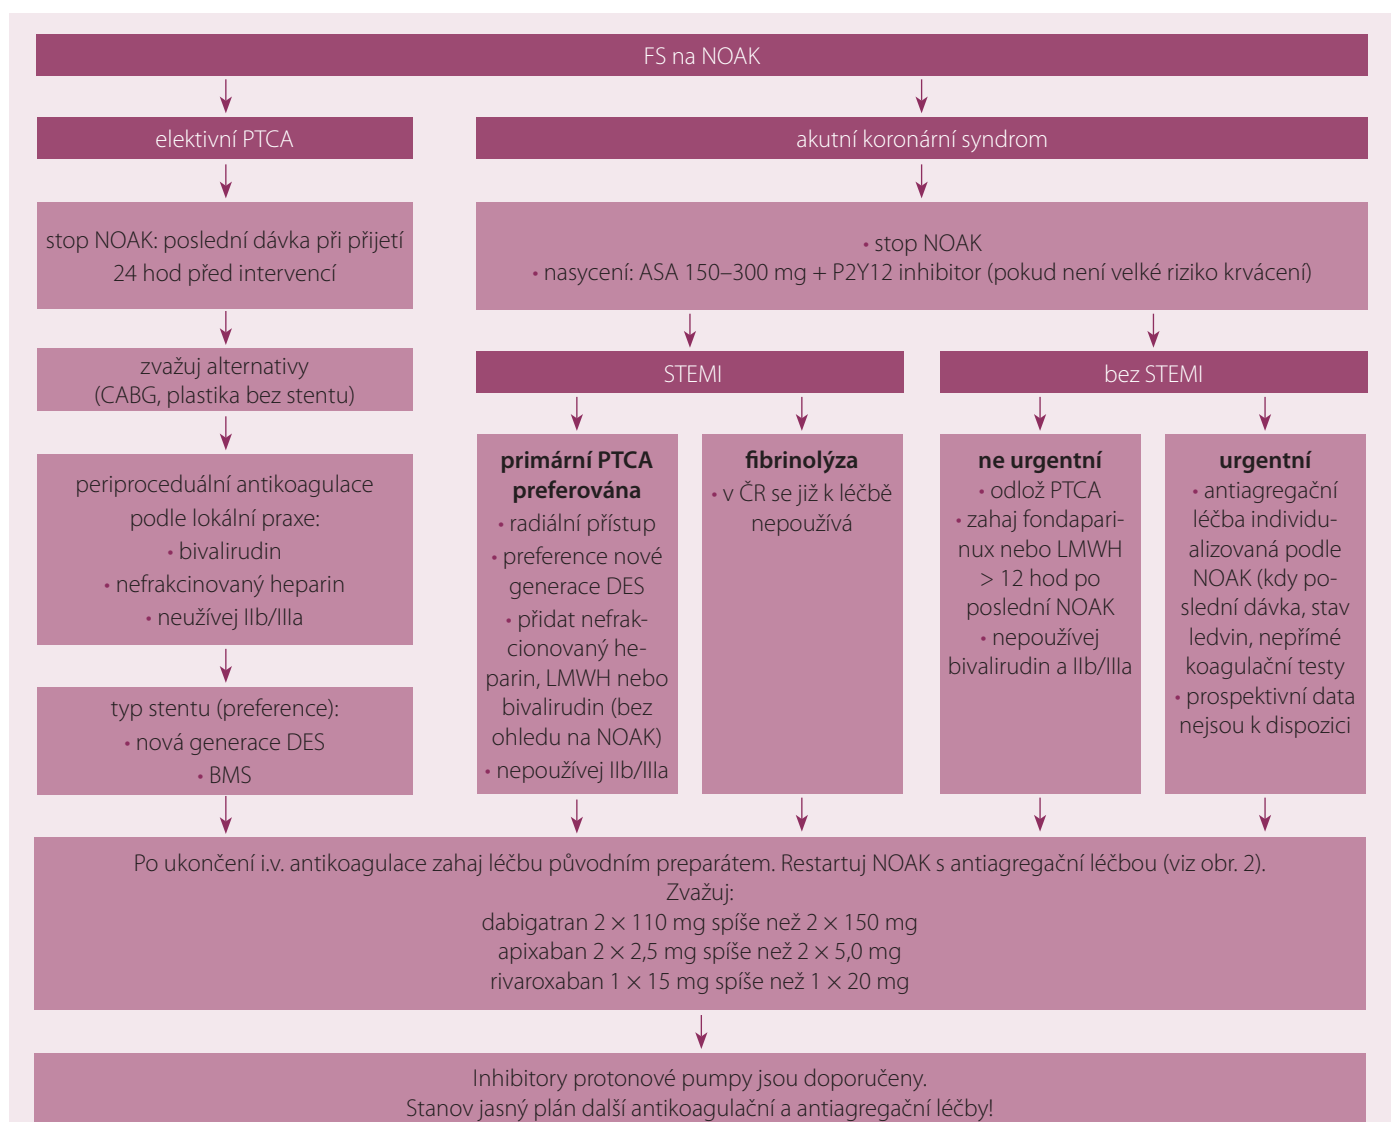 FS na NOAK
elektivní PTCA
stop NOAK: poslední dávka při přijetí
24 hod před intervencí
zvažuj alternativy
(CABG, plastika bez stentu)
periproceduální antikoagulace
podle lokální praxe:
• bivalirudin
• nefrakcinovaný heparin
• neužívej IIb/IIIa
typ stentu (preference):
• nová generace DES
• BMS
akutní koronární syndrom
• stop NOAK
• nasycení: ASA 150–300 mg + P2Y12 inhibitor (pokud není velké riziko krvácení)
STEMI
primární PTCA
preferována
• radiální přístup
• preference nové
generace DES
• přidat nefrak-
cionovaný he-
parin, LMWH nebo
bivalirudin (bez
ohledu na NOAK)
• nepoužívej IIb/IIIa
fibrinolýza
• v ČR se již k léčbě
nepoužívá
bez STEMI
ne urgentní
• odlož PTCA
• zahaj fondapari-
nux nebo LMWH
> 12 hod po
poslední NOAK
• nepoužívej
bivalirudin a IIb/IIIa
urgentní
• antiagregační
léčba individu-
alizovaná podle
NOAK (kdy po-
slední dávka, stav
ledvin, nepřímé
koagulační testy
• prospektivní data
nejsou k dispozici
Po ukončení i.v. antikoagulace zahaj léčbu původním preparátem. Restartuj NOAK s antiagregační léčbou (viz obr. 2).
Zvažuj:
dabigatran 2 × 110 mg spíše než 2 × 150 mg
apixaban 2 × 2,5 mg spíše než 2 × 5,0 mg
rivaroxaban 1 × 15 mg spíše než 1 × 20 mg
Inhibitory protonové pumpy jsou doporučeny.
Stanov jasný plán další antikoagulační a antiagregační léčby!